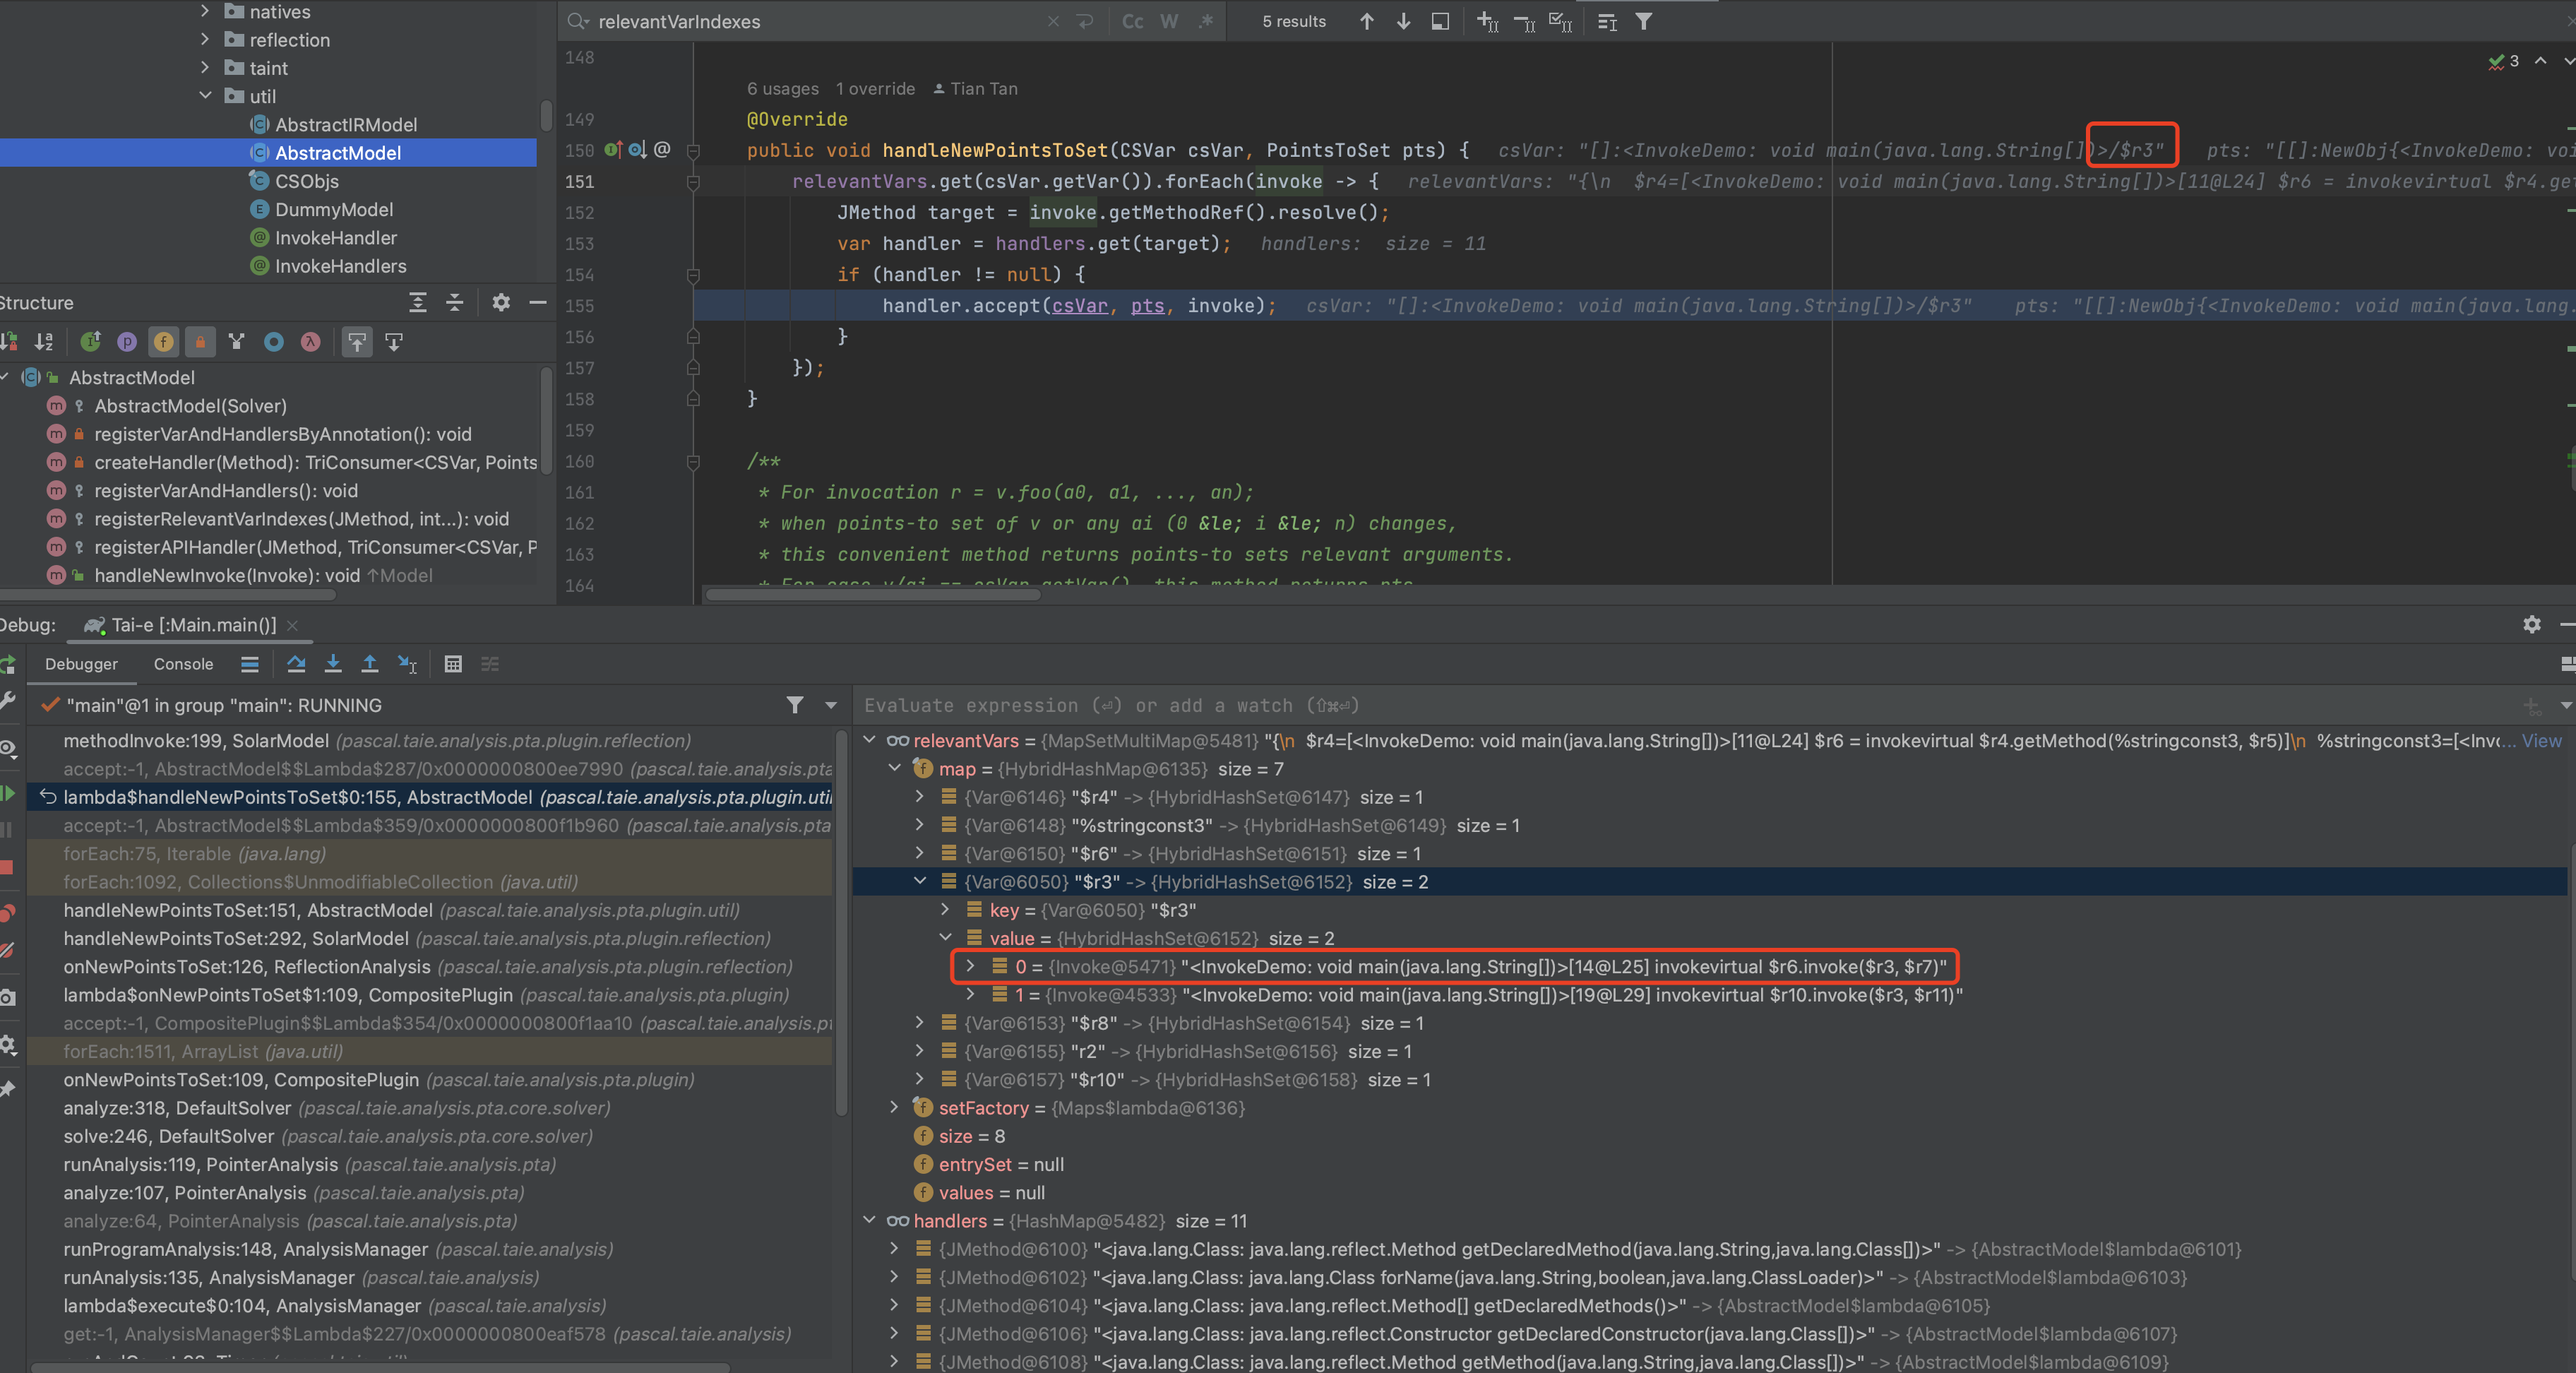 natives
reflection
taint
util
AbstractIRModel
AbstractModel
CSObjs
DummyModel
InvokeHandler
InvokeHandlers
Structure
AbstractModel
AbstractModel(Solver)
registerVarAndHandlersByAnnotation(): void
createHandler(Method): TriConsumer<CSVar, Points
registerVarAndHandlers(): void
registerRelevantVarIndexes(JMethod, int...): void
registerAPIHandler(JMethod, TriConsumer<CSVar, P
handleNewInvoke(Invoke): void ↑Model
relevantVarIndexes
Cc W .*
5 results
3
148
6 usages 1 override Tian Tan
149 @Override
150 public void handleNewPointsToSet(CSVar csVar, PointsToSet pts) { csVar: "[]:<InvokeDemo: void main(java.lang.String[])>/$r3" pts: "[[]:NewObj{<InvokeDemo: voi
151 relevantVars.get(csVar.getVar()).forEach(invoke -> { relevantVars: "{\n $r4=[<InvokeDemo: void main(java.lang.String[])>[11@L24] $r6 = invokevirtual $r4.get
152 JMethod target = invoke.getMethodRef().resolve();
153 var handler = handlers.get(target); handlers: size = 11
154 if (handler != null) {
155 handler.accept(csVar, pts, invoke); csVar: "[]:<InvokeDemo: void main(java.lang.String[])>/$r3" pts: "[[]:NewObj{<InvokeDemo: void main(java.lang.
156 }
157 });
158 }
159
160 /**
161 * For invocation r = v.foo(a0, a1, ..., an);
162 * when points-to set of v or any ai (0 &le; i &le; n) changes,
163 * this convenient method returns points-to sets relevant arguments.
164 * For case v/ai == csVar.getVar(), this method returns pts,
Debug: Tai-e [:Main.main()]
Debugger Console
"main"@1 in group "main": RUNNING
methodInvoke:199, SolarModel (pascal.taie.analysis.pta.plugin.reflection)
accept:-1, AbstractModel$$Lambda$287/0x0000000800ee7990 (pascal.taie.analysis.pta
lambda$handleNewPointsToSet$0:155, AbstractModel (pascal.taie.analysis.pta.plugin.util
accept:-1, AbstractModel$$Lambda$359/0x0000000800f1b960 (pascal.taie.analysis.pta
forEach:75, Iterable (java.lang)
forEach:1092, Collections$UnmodifiableCollection (java.util)
handleNewPointsToSet:151, AbstractModel (pascal.taie.analysis.pta.plugin.util)
handleNewPointsToSet:292, SolarModel (pascal.taie.analysis.pta.plugin.reflection)
onNewPointsToSet:126, ReflectionAnalysis (pascal.taie.analysis.pta.plugin.reflection)
lambda$onNewPointsToSet$1:109, CompositePlugin (pascal.taie.analysis.pta.plugin)
accept:-1, CompositePlugin$$Lambda$354/0x0000000800f1aa10 (pascal.taie.analysis.pt
forEach:1511, ArrayList (java.util)
onNewPointsToSet:109, CompositePlugin (pascal.taie.analysis.pta.plugin)
analyze:318, DefaultSolver (pascal.taie.analysis.pta.core.solver)
solve:246, DefaultSolver (pascal.taie.analysis.pta.core.solver)
runAnalysis:119, PointerAnalysis (pascal.taie.analysis.pta)
analyze:107, PointerAnalysis (pascal.taie.analysis.pta)
analyze:64, PointerAnalysis (pascal.taie.analysis.pta)
runProgramAnalysis:148, AnalysisManager (pascal.taie.analysis)
runAnalysis:135, AnalysisManager (pascal.taie.analysis)
lambda$execute$0:104, AnalysisManager (pascal.taie.analysis)
get:-1, AnalysisManager$$Lambda$227/0x0000000800eaf578 (pascal.taie.analysis)
Evaluate expression (⏎) or add a watch (⇧⌘⏎)
relevantVars = {MapSetMultiMap@5481} "{\n $r4=[<InvokeDemo: void main(java.lang.String[])>[11@L24] $r6 = invokevirtual $r4.getMethod(%stringconst3, $r5)]\n %stringconst3=[<Inv... View
map = {HybridHashMap@6135} size = 7
{Var@6146} "$r4" -> {HybridHashSet@6147} size = 1
{Var@6148} "%stringconst3" -> {HybridHashSet@6149} size = 1
{Var@6150} "$r6" -> {HybridHashSet@6151} size = 1
{Var@6050} "$r3" -> {HybridHashSet@6152} size = 2
key = {Var@6050} "$r3"
value = {HybridHashSet@6152} size = 2
0 = {Invoke@5471} "<InvokeDemo: void main(java.lang.String[])>[14@L25] invokevirtual $r6.invoke($r3, $r7)"
1 = {Invoke@4533} "<InvokeDemo: void main(java.lang.String[])>[19@L29] invokevirtual $r10.invoke($r3, $r11)"
{Var@6153} "$r8" -> {HybridHashSet@6154} size = 1
{Var@6155} "r2" -> {HybridHashSet@6156} size = 1
{Var@6157} "$r10" -> {HybridHashSet@6158} size = 1
setFactory = {Maps$lambda@6136}
size = 8
entrySet = null
values = null
handlers = {HashMap@5482} size = 11
{JMethod@6100} "<java.lang.Class: java.lang.reflect.Method getDeclaredMethod(java.lang.String,java.lang.Class[])>" -> {AbstractModel$lambda@6101}
{JMethod@6102} "<java.lang.Class: java.lang.Class forName(java.lang.String,boolean,java.lang.ClassLoader)>" -> {AbstractModel$lambda@6103}
{JMethod@6104} "<java.lang.Class: java.lang.reflect.Method[] getDeclaredMethods()>" -> {AbstractModel$lambda@6105}
{JMethod@6106} "<java.lang.Class: java.lang.reflect.Constructor getDeclaredConstructor(java.lang.Class[])>" -> {AbstractModel$lambda@6107}
{JMethod@6108} "<java.lang.Class: java.lang.reflect.Method getMethod(java.lang.String,java.lang.Class[])>" -> {AbstractModel$lambda@6109}